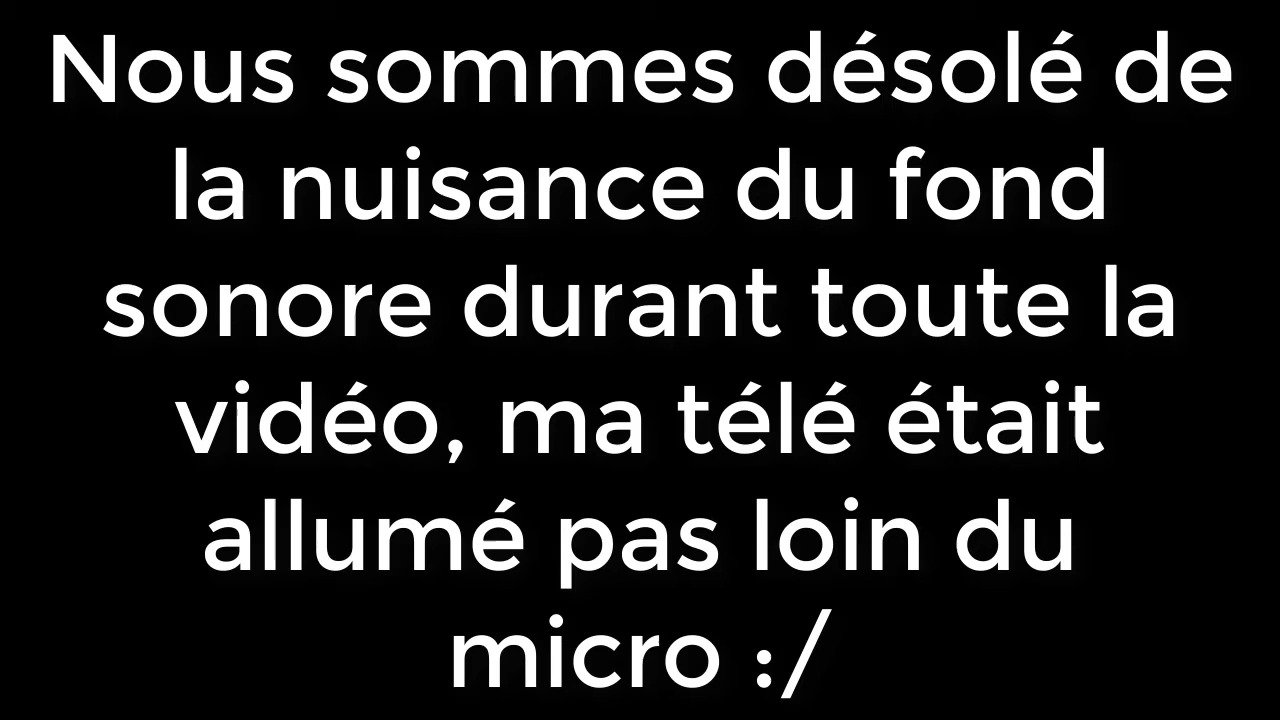 Nous sommes désolé de
la nuisance du fond
sonore durant toute la
vidéo, ma télé était
allumé pas loin du
micro :/